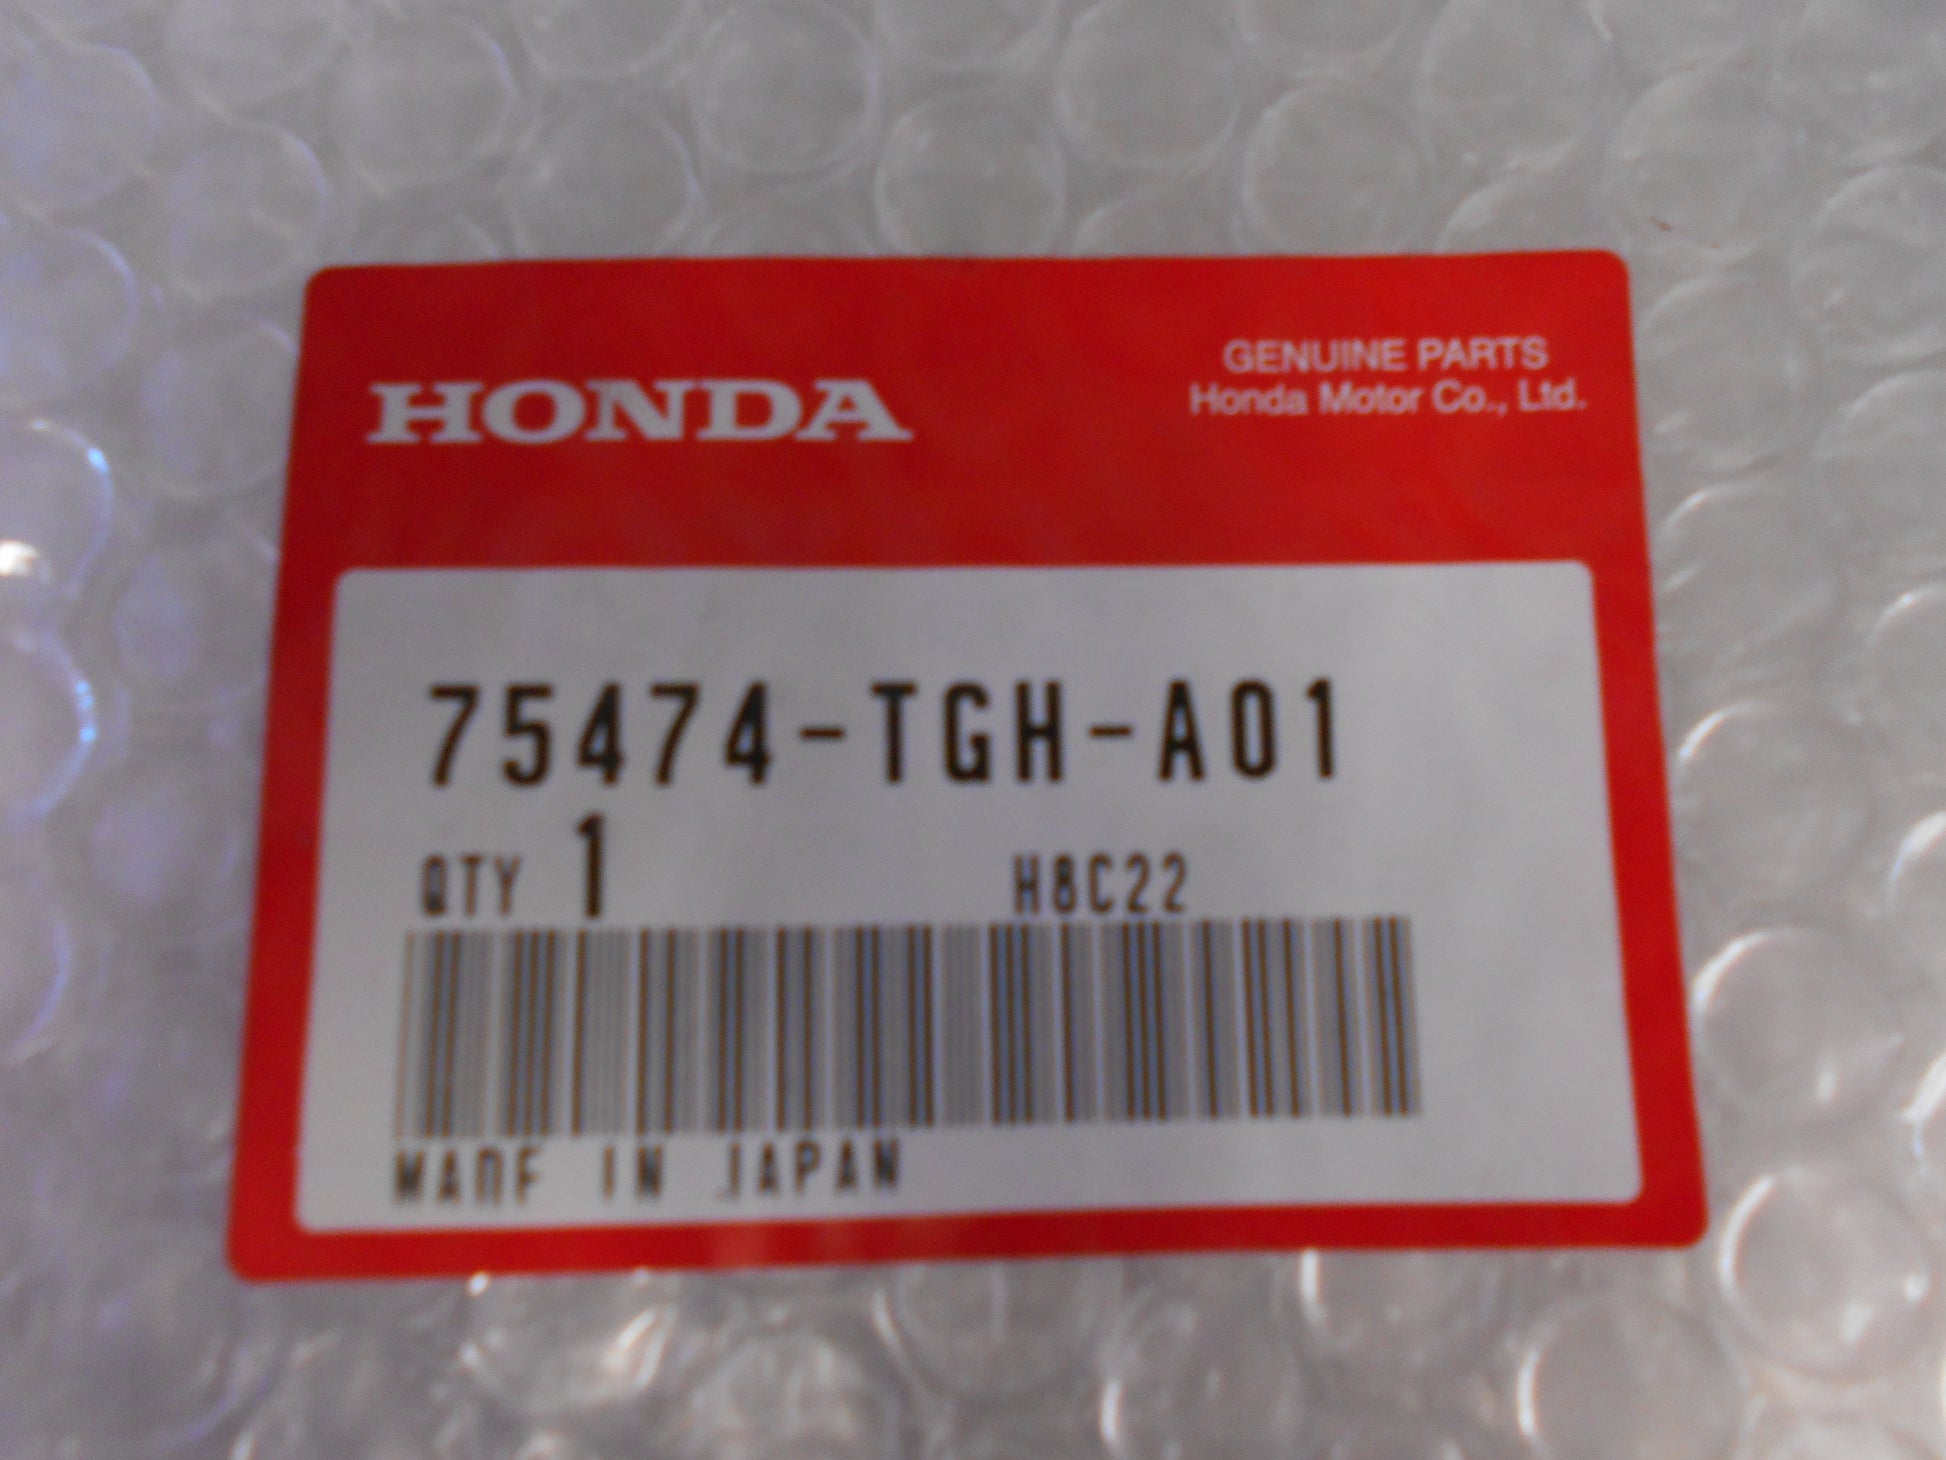 HONDA
GENUINE PARTS
Honda Motor Co., Ltd.
75474-TGH-A01
QTY 1 H8C22
MADE IN JAPAN